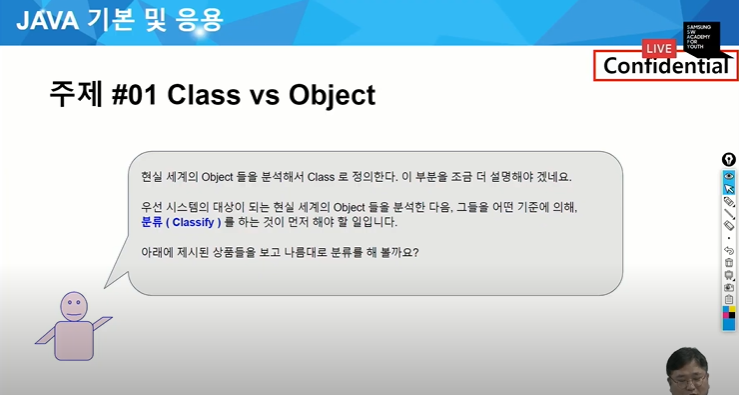 JAVA 기본 및 응용
SAMSUNG
SW
ACADEMY
FOR
YOUTH
LIVE
Confidential
주제 #01 Class vs Object
현실 세계의 Object 들을 분석해서 Class 로 정의한다. 이 부분을 조금 더 설명해야 겠네요.
우선 시스템의 대상이 되는 현실 세계의 Object 들을 분석한 다음, 그들을 어떤 기준에 의해,
분류 ( Classify ) 를 하는 것이 먼저 해야 할 일입니다.
아래에 제시된 상품들을 보고 나름대로 분류를 해 볼까요?